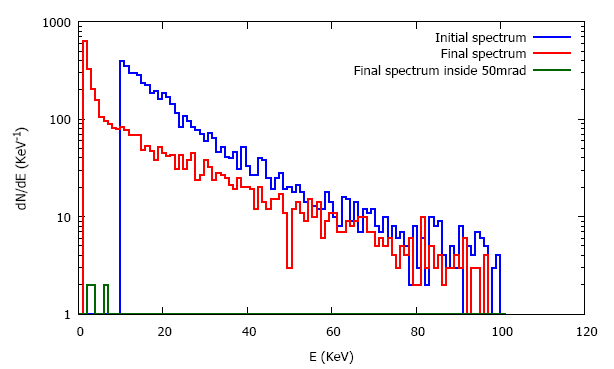 1000
Initial spectrum
Final spectrum
Final spectrum inside 50mrad
100
dN/dE (KeV⁻¹)
10
1
0 20 40 60 80 100 120
E (KeV)